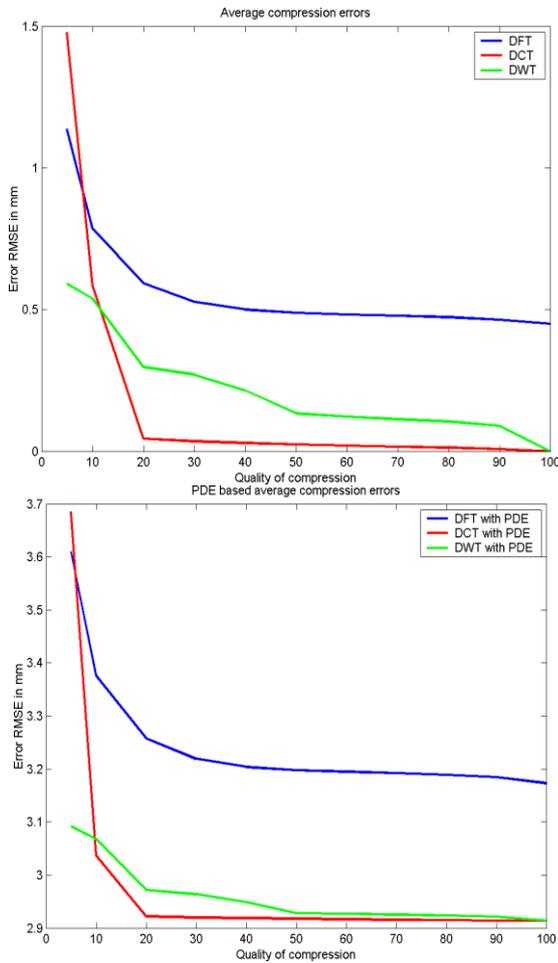 Average compression errors
1.5
1
0.5
0
Error RMSE in mm
DFT
DCT
DWT
0 10 20 30 40 50 60 70 80 90 100
Quality of compression
PDE based average compression errors
3.7
3.6
3.5
3.4
3.3
3.2
3.1
3
2.9
Error RMSE in mm
DFT with PDE
DCT with PDE
DWT with PDE
0 10 20 30 40 50 60 70 80 90 100
Quality of compression